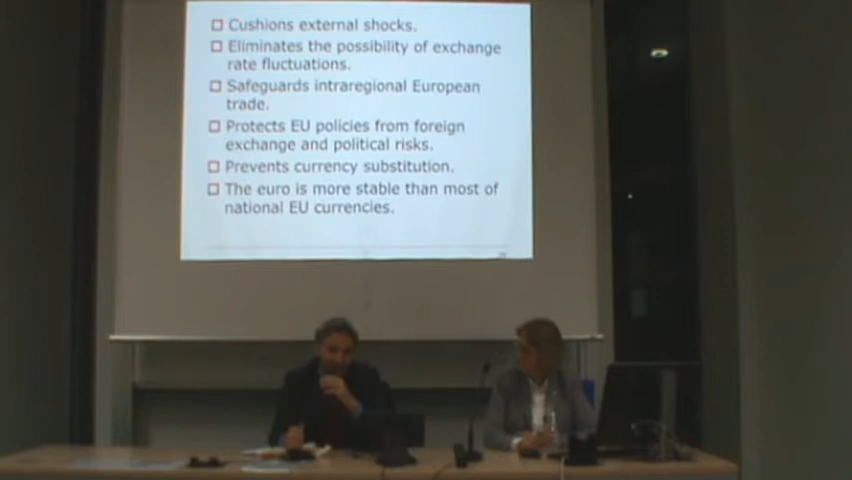 Cushions external shocks.
Eliminates the possibility of exchange
rate fluctuations.
Safeguards intraregional European
trade.
Protects EU policies from foreign
exchange and political risks.
Prevents currency substitution.
The euro is more stable than most of
national EU currencies.